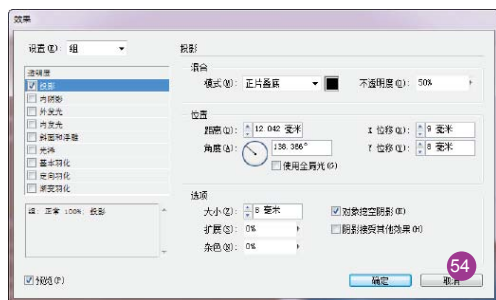 效果
设置(E): 组
投影
透明度
投影
内阴影
外发光
内发光
斜面和浮雕
光泽
基本羽化
定向羽化
渐变羽化
组: 正常 100%; 投影
预览(P)
混合
模式(M): 正片叠底
不透明度(O): 50%
位置
距离(D): 12.042 毫米
X 位移(X): 9 毫米
角度(A): 138.366°
Y 位移(Y): 8 毫米
使用全局光(G)
选项
大小(Z): 8 毫米
对象挖空阴影(K)
扩展(S): 0%
阴影接受其他效果(H)
杂色(N): 0%
54
确定
取消